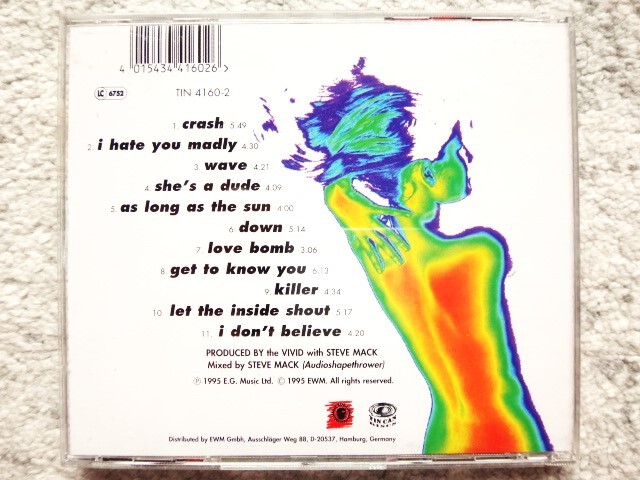 4 015434 416026 >
LC 6752
TIN 4160-2
1. crash 5.49
2. i hate you madly 4.30
3. wave 4.21
4. she's a dude 4.09
5. as long as the sun 4.00
6. down 5.14
7. love bomb 3.06
8. get to know you 6.13
9. killer 4.34
10. let the inside shout 5.17
11. i don't believe 4.20
PRODUCED BY the VIVID with STEVE MACK
Mixed by STEVE MACK (Audioshapethrower)
℗ 1995 E.G. Music Ltd. © 1995 EWM. All rights reserved.
TIN CAN
DISCS
Distributed by EWM Gmbh, Ausschläger Weg 88, D-20537, Hamburg, Germany